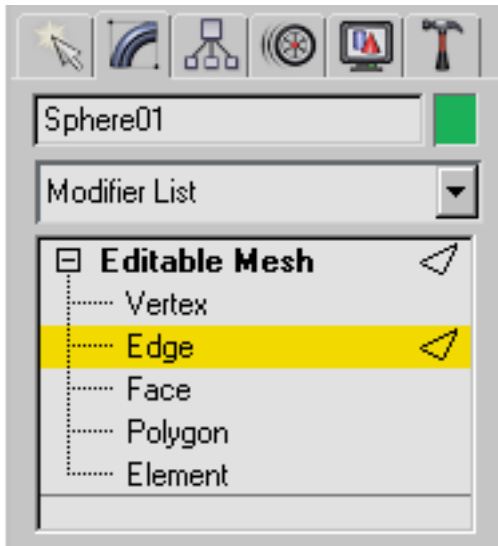 Sphere01
Modifier List
Editable Mesh
Vertex
Edge
Face
Polygon
Element